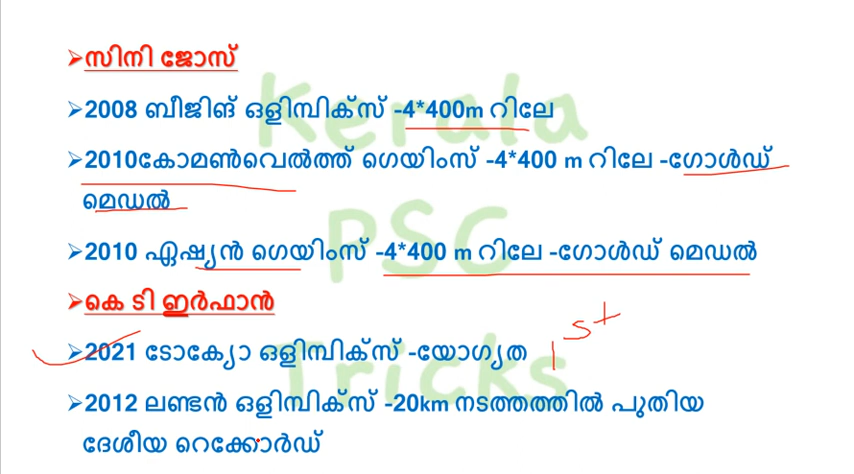 ➢സിനി ജോസ്
➢2008 ബീജിങ് ഒളിമ്പിക്സ് -4*400m റിലേ
➢2010കോമൺവെൽത്ത് ഗെയിംസ് -4*400 m റിലേ -ഗോൾഡ്
മെഡൽ
➢2010 ഏഷ്യൻ ഗെയിംസ് -4*400 m റിലേ -ഗോൾഡ് മെഡൽ
➢കെ ടി ഇർഫാൻ
➢2021 ടോക്യോ ഒളിമ്പിക്സ് -യോഗ്യത 1st
➢2012 ലണ്ടൻ ഒളിമ്പിക്സ് -20km നടത്തത്തിൽ പുതിയ
ദേശീയ റെക്കോർഡ്
Kerala
PSC
Tricks